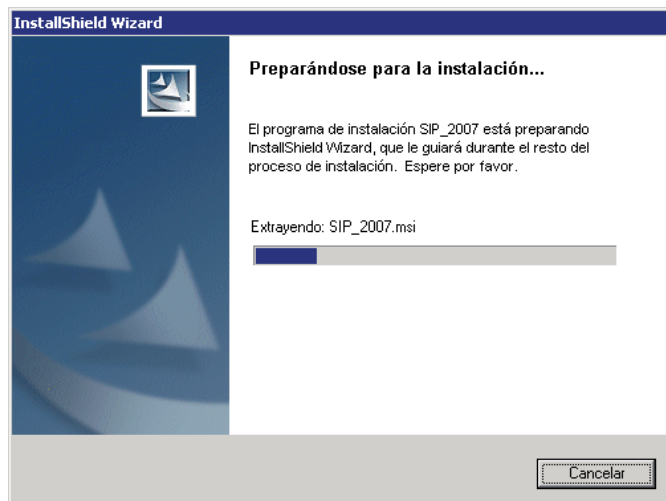 InstallShield Wizard
Preparándose para la instalación...
El programa de instalación SIP_2007 está preparando
InstallShield Wizard, que le guiará durante el resto del
proceso de instalación. Espere por favor.
Extrayendo: SIP_2007.msi
Cancelar